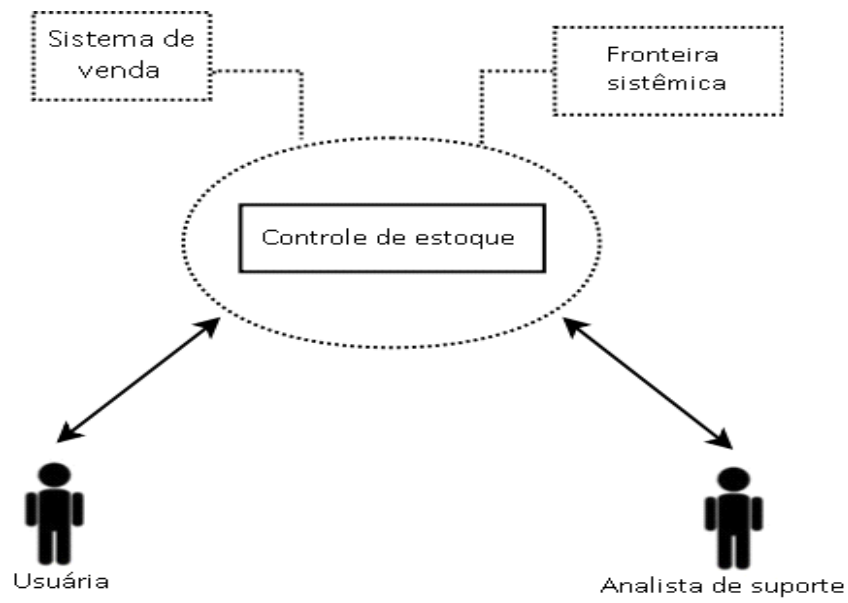 Sistema de
venda
Fronteira
sistêmica
Controle de estoque
Usuária
Analista de suporte